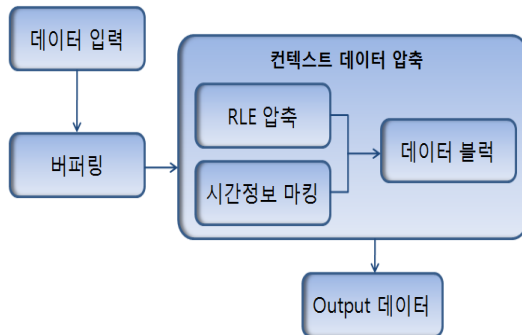 데이터 입력
버퍼링
컨텍스트 데이터 압축
RLE 압축
시간정보 마킹
데이터 블럭
Output 데이터